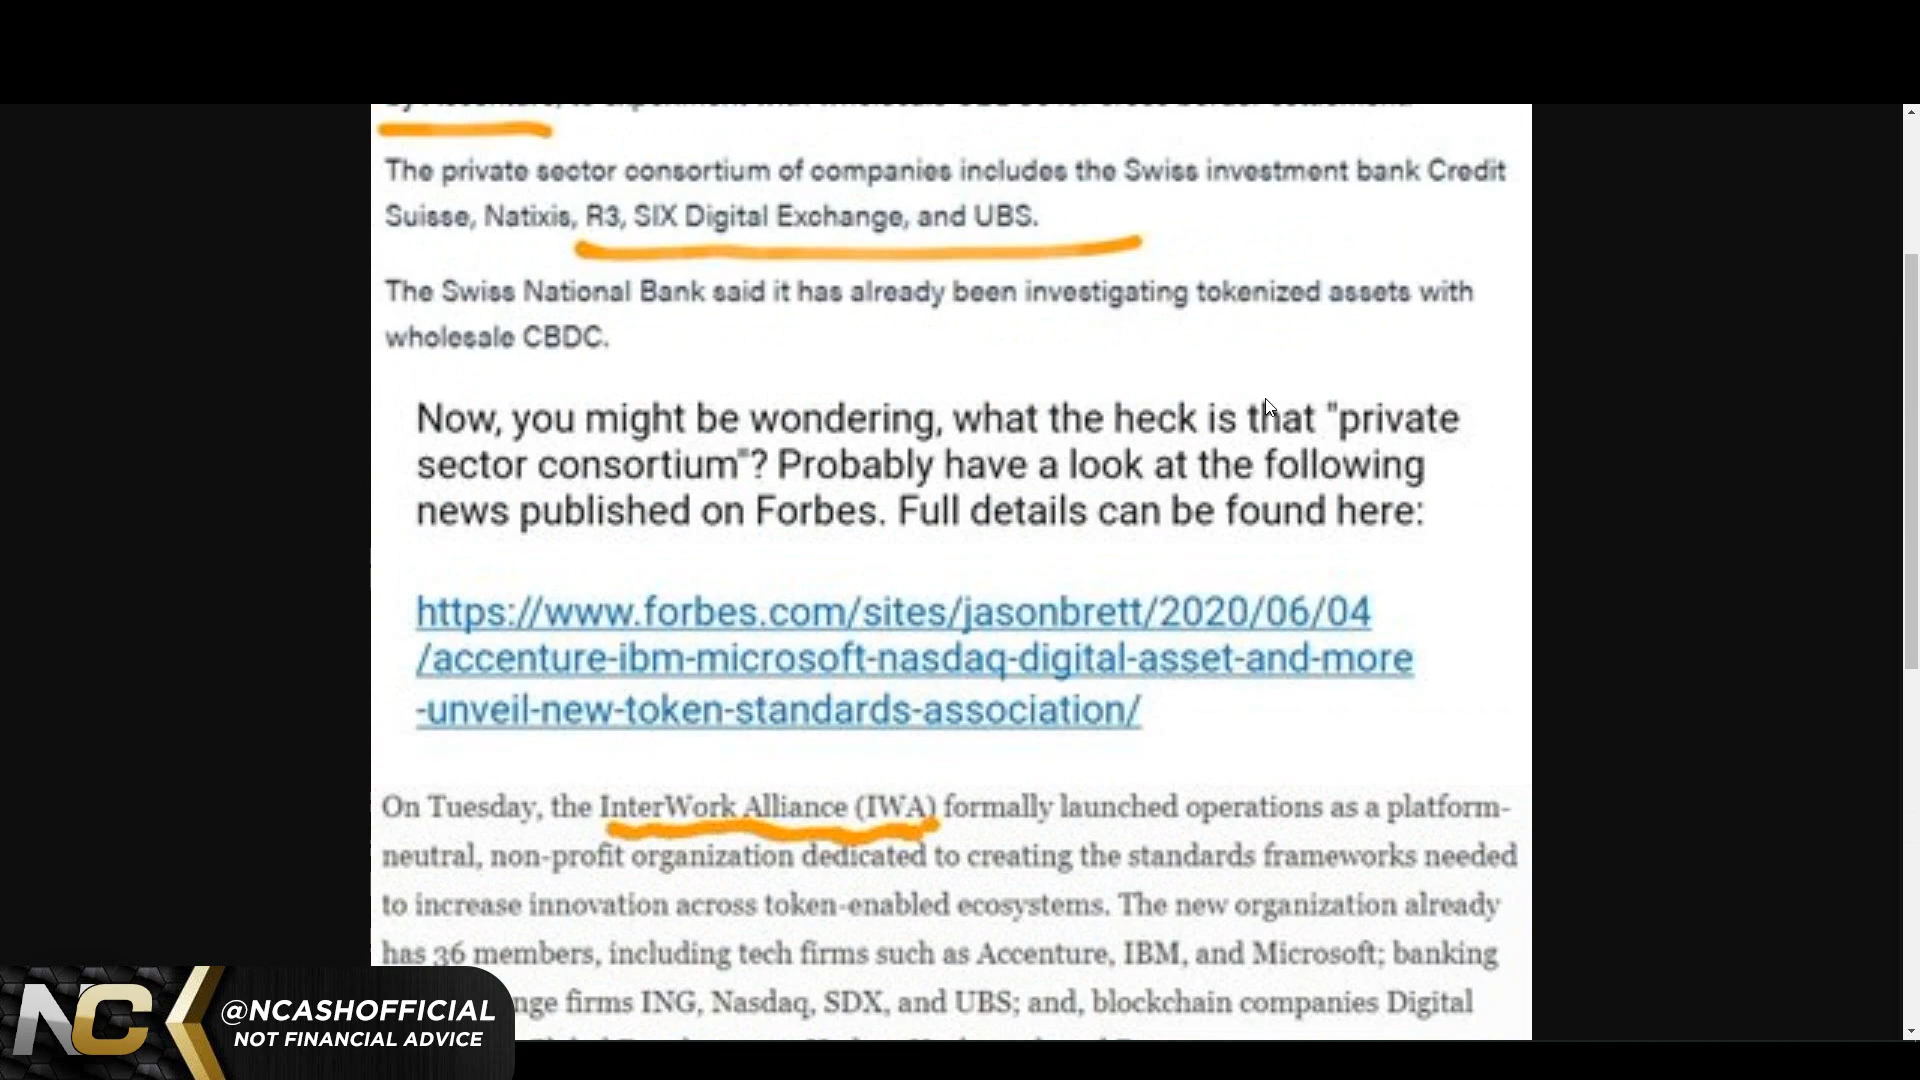 The private sector consortium of companies includes the Swiss investment bank Credit
Suisse, Natixis, R3, SIX Digital Exchange, and UBS.
The Swiss National Bank said it has already been investigating tokenized assets with
wholesale CBDC.
Now, you might be wondering, what the heck is that "private
sector consortium"? Probably have a look at the following
news published on Forbes. Full details can be found here:
https://www.forbes.com/sites/jasonbrett/2020/06/04
/accenture-ibm-microsoft-nasdaq-digital-asset-and-more
-unveil-new-token-standards-association/
On Tuesday, the InterWork Alliance (IWA) formally launched operations as a platform-
neutral, non-profit organization dedicated to creating the standards frameworks needed
to increase innovation across token-enabled ecosystems. The new organization already
has 36 members, including tech firms such as Accenture, IBM, and Microsoft; banking
nge firms ING, Nasdaq, SDX, and UBS; and, blockchain companies Digital
NC
@NCASHOFFICIAL
NOT FINANCIAL ADVICE